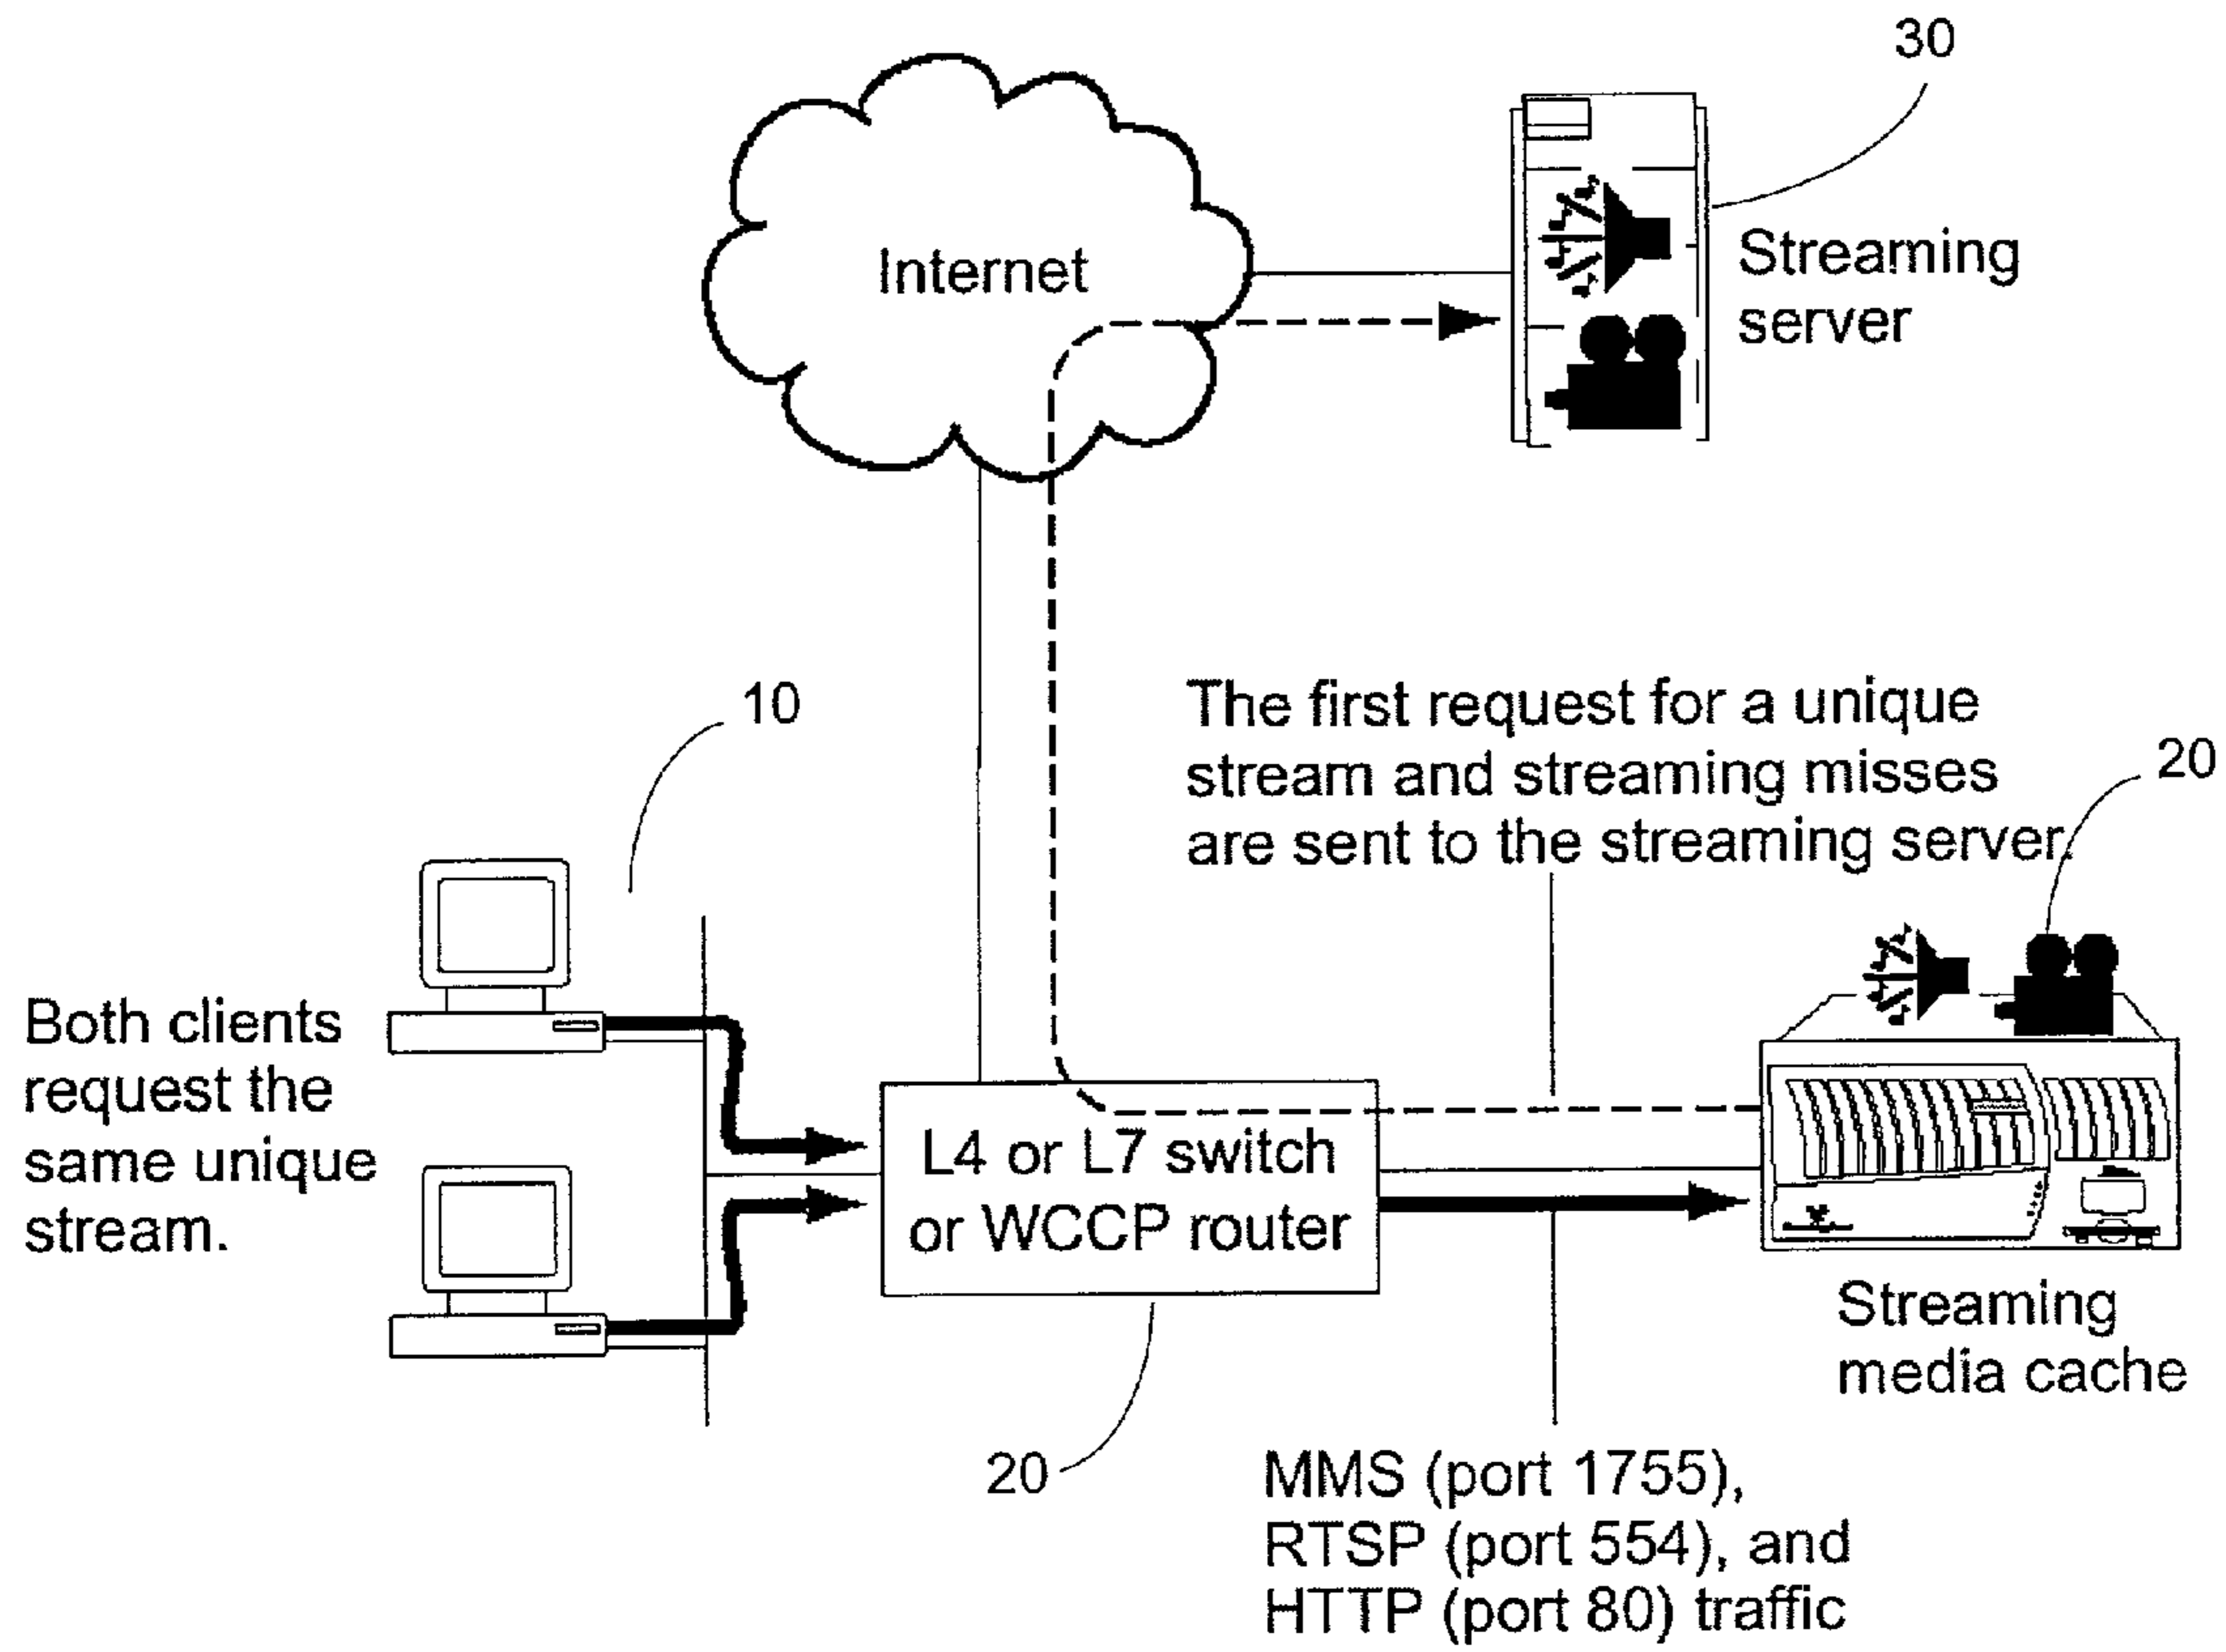 30
Internet
Streaming
server
10
The first request for a unique
stream and streaming misses
are sent to the streaming server.
20
Both clients
request the
same unique
stream.
L4 or L7 switch
or WCCP router
Streaming
media cache
20
MMS (port 1755),
RTSP (port 554), and
HTTP (port 80) traffic